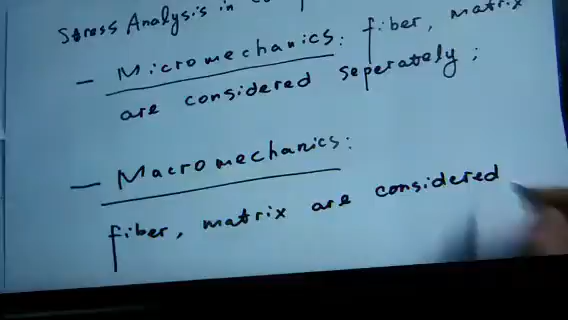 Stress Analysis in
- Micromechanics: fiber, matrix
are considered seperately;
- Macromechanics:
fiber, matrix are considered